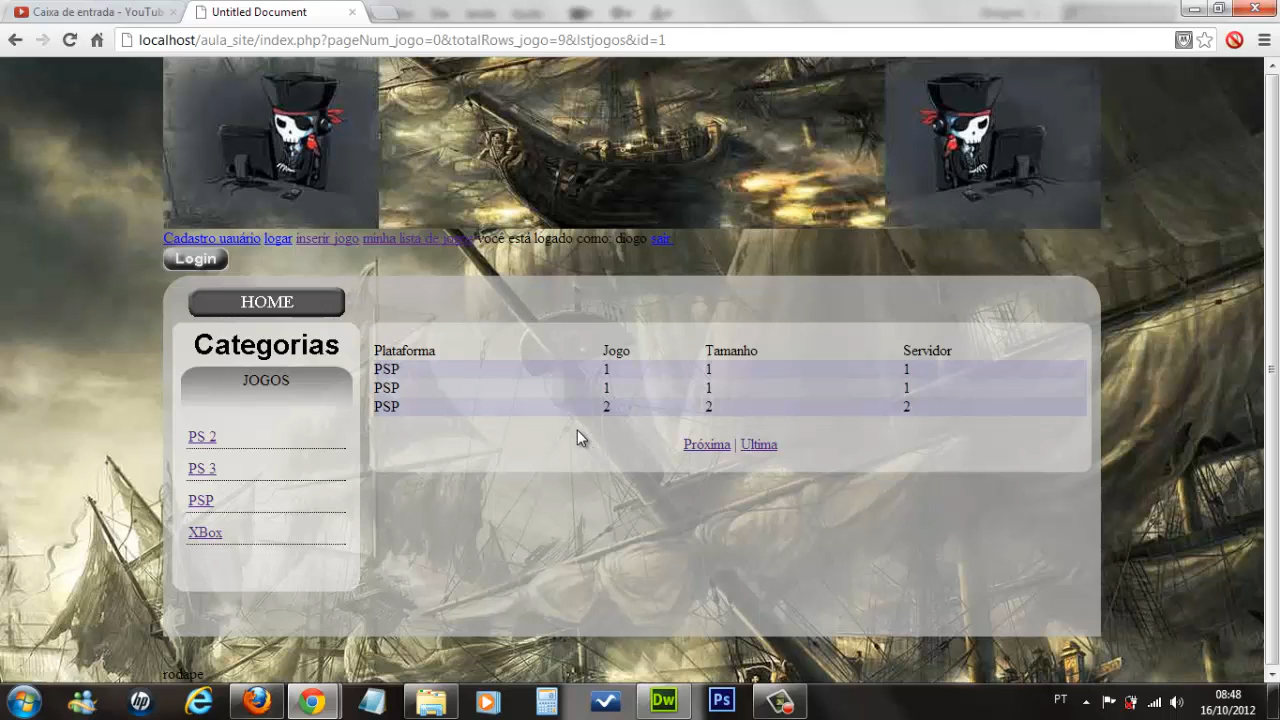 Caixa de entrada - YouTub
Untitled Document
localhost/aula_site/index.php?pageNum_jogo=0&totalRows_jogo=9&lstjogos&id=1
Cadastro uauário logar inserir jogo minha lista de você está logado como: diogo sair
Login
HOME
Categorias
JOGOS
PS 2
PS 3
PSP
XBox
Plataforma Jogo Tamanho Servidor
PSP 1 1 1
PSP 1 1 1
PSP 2 2 2
Próxima | Ultima
rodape
hp
Dw
Ps
PT
08:48
16/10/2012